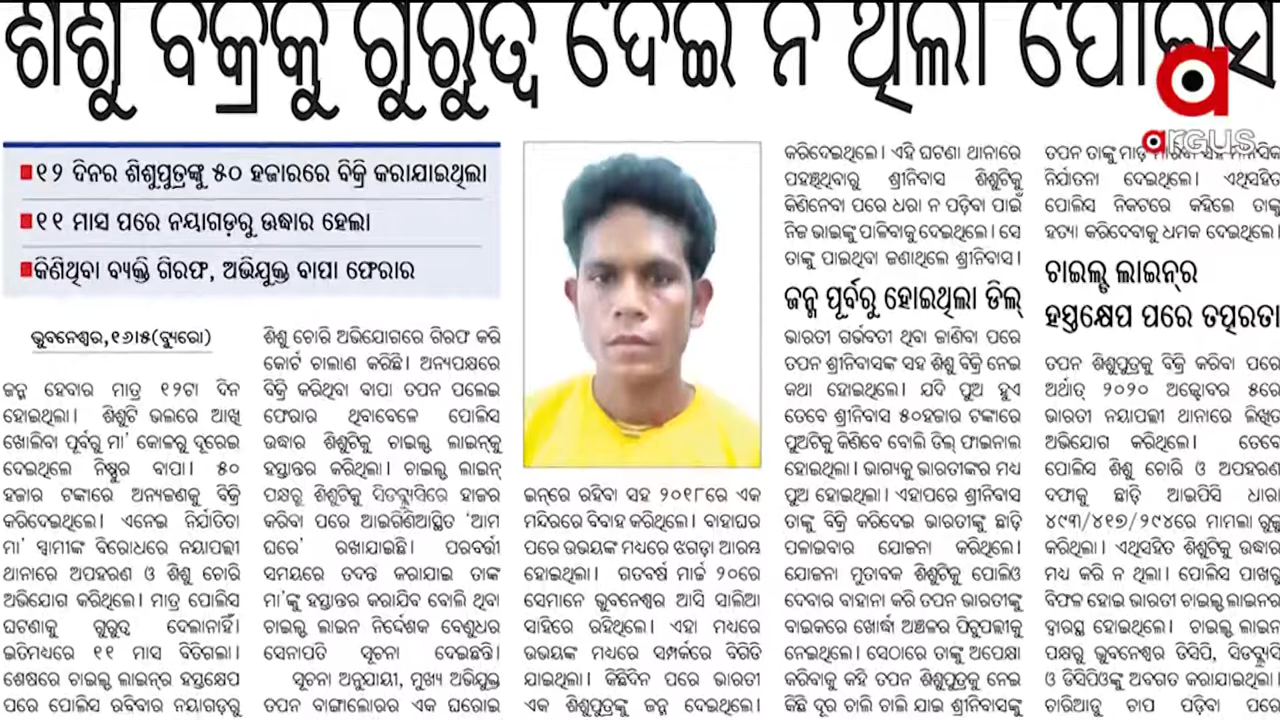 ଶିଶୁ ବିକ୍ରିକୁ ଗୁରୁତ୍ୱ ଦେଇ ନ ଥିଲା ପୋଲିସ
argus
୧୨ ଦିନର ଶିଶୁପୁତ୍ରଙ୍କୁ ୫୦ ହଜାରରେ ବିକ୍ରି କରାଯାଇଥିଲା
୧୧ ମାସ ପରେ ନୟାଗଡ଼ରୁ ଉଦ୍ଧାର ହେଲା
କିଣିଥିବା ବ୍ୟକ୍ତି ଗିରଫ, ଅଭିଯୁକ୍ତ ବାପା ଫେରାର
ଭୁବନେଶ୍ୱର,୧୬ା୫(ବ୍ୟୁରୋ)
ଜନ୍ମ ହେବାର ମାତ୍ର ୧୨ଟା ଦିନ
ହୋଇଥିଲା। ଶିଶୁଟି ଭଲରେ ଆଖି
ଖୋଲିବା ପୂର୍ବରୁ ମା' କୋଳରୁ ଦୂରେଇ
ଦେଇଥିଲେ ନିଷ୍ଠୁର ବାପା। ୫୦
ହଜାର ଟଙ୍କାରେ ଅନ୍ୟଜଣକୁ ବିକ୍ରି
କରିଦେଇଥିଲେ। ଏନେଇ ନିର୍ଯାତିତା
ମା' ସ୍ୱାମୀଙ୍କ ବିରୋଧରେ ନୟାପଲ୍ଲୀ
ଥାନାରେ ଅପହରଣ ଓ ଶିଶୁ ଚୋରି
ଅଭିଯୋଗ କରିଥିଲେ। ମାତ୍ର ପୋଲିସ
ଘଟଣାକୁ ଗୁରୁତ୍ୱ ଦେଲାନାହିଁ।
ଇତିମଧ୍ୟରେ ୧୧ ମାସ ବିତିଗଲା।
ଶେଷରେ ଚାଇଲ୍ଡ ଲାଇନ୍‌ର ହସ୍ତକ୍ଷେପ
ପରେ ପୋଲିସ ରବିବାର ନୟାଗଡ଼ରୁ
ଶିଶୁ ଚୋରି ଅଭିଯୋଗରେ ଗିରଫ କରି
କୋର୍ଟ ଚାଲାଣ କରିଛି। ଅନ୍ୟପକ୍ଷରେ
ବିକ୍ରି କରିଥିବା ବାପା ତପନ ପଳେଇ
ଫେରାର ଥିବାବେଳେ ପୋଲିସ
ଉଦ୍ଧାର ଶିଶୁଟିକୁ ଚାଇଲ୍ଡ ଲାଇନ୍‌କୁ
ହସ୍ତାନ୍ତର କରିଥିଲା। ଚାଇଲ୍ଡ ଲାଇନ୍
ପକ୍ଷରୁ ଶିଶୁଟିକୁ ସିଡବ୍ଲୁସିରେ ହାଜର
କରିବା ପରେ ଆଇଗିଣିଆସ୍ଥିତ 'ଆମ
ଘରେ' ରଖାଯାଇଛି। ପରବର୍ତ୍ତୀ
ସମୟରେ ତଦନ୍ତ କରାଯାଇ ତାଙ୍କ
ମା'ଙ୍କୁ ହସ୍ତାନ୍ତର କରାଯିବ ବୋଲି ଥିବା
ଚାଇଲ୍ଡ ଲାଇନ ନିର୍ଦ୍ଦେଶକ ବେଣୁଧର
ସେନାପତି ସୂଚନା ଦେଇଛନ୍ତି।
ସୂଚନା ଅନୁଯାୟୀ, ମୁଖ୍ୟ ଅଭିଯୁକ୍ତ
ତପନ ବାଙ୍ଗାଲୋରର ଏକ ଘରୋଇ
ଇନ୍‌ରେ ରହିବା ସହ ୨୦୧୮ରେ ଏକ
ମନ୍ଦିରରେ ବିବାହ କରିଥିଲେ। ବାହାଘର
ପରେ ଉଭୟଙ୍କ ମଧ୍ୟରେ ଝଗଡ଼ା ଆରମ୍ଭ
ହୋଇଥିଲା। ଗତବର୍ଷ ମାର୍ଚ୍ଚ ୨୦ରେ
ସେମାନେ ଭୁବନେଶ୍ୱର ଆସି ସାଲିଆ
ସାହିରେ ରହିଥିଲେ। ଏହା ମଧ୍ୟରେ
ଉଭୟଙ୍କ ମଧ୍ୟରେ ସମ୍ପର୍କରେ ବିଗିଡି
ଯାଇଥିଲା। କିଛିଦିନ ପରେ ଭାରତୀ
ଏକ ଶିଶୁପୁତ୍ରଙ୍କୁ ଜନ୍ମ ଦେଇଥିଲେ।
କରିଦେଇଥିଲେ। ଏହି ଘଟଣା ଥାନାରେ
ପହଞ୍ଚିଥିବାରୁ ଶ୍ରୀନିବାସ ଶିଶୁଟିକୁ
କିଣିନେବା ପରେ ଧରା ନ ପଡ଼ିବା ପାଇଁ
ନିଜ ଭାଇଙ୍କୁ ପାଳିବାକୁ ଦେଇଥିଲେ। ସେ
ତାଙ୍କୁ ପାଇଥିବା ଜଣାଥିଲେ ଶ୍ରୀନିବାସ।
ଜନ୍ମ ପୂର୍ବରୁ ହୋଇଥିଲା ଡିଲ୍
ଭାରତୀ ଗର୍ଭବତୀ ଥିବା ଜାଣିବା ପରେ
ତପନ ଶ୍ରୀନିବାସଙ୍କ ସହ ଶିଶୁ ବିକ୍ରି ନେଇ
କଥା ହୋଇଥିଲେ। ଯଦି ପୁଅ ହୁଏ
ତେବେ ଶ୍ରୀନିବାସ ୫୦ହଜାର ଟଙ୍କାରେ
ପୁଅଟିକୁ କିଣିବେ ବୋଲି ଡିଲ୍ ଫାଇନାଲ
ହୋଇଥିଲା। ଭାଗ୍ୟକୁ ଭାରତୀଙ୍କର ମଧ୍ୟ
ପୁଅ ହୋଇଥିଲା। ଏହାପରେ ଶ୍ରୀନିବାସ
ତାଙ୍କୁ ବିକ୍ରି କରିଦେଇ ଭାରତୀଙ୍କୁ ଛାଡ଼ି
ପଳାଇବାର ଯୋଜନା କରିଥିଲେ।
ଯୋଜନା ମୁତାବକ ଶିଶୁଟିକୁ ପୋଲିଓ
ଦେବାର ବାହାନା କରି ତପନ ଭାରତୀଙ୍କୁ
ବାଇକରେ ଖୋର୍ଦ୍ଧା ଅଞ୍ଚଳର ପିଚୁପଲ୍ଲୀକୁ
ନେଇଥିଲେ। ସେଠାରେ ତାଙ୍କୁ ଅପେକ୍ଷା
କରିବାକୁ କହି ତପନ ଶିଶୁପୁତ୍ରକୁ ନେଇ
କିଛି ଦୂର ଚାଲି ଚାଲି ଯାଇ ଶ୍ରୀନିବାସଙ୍କୁ
ତପନ ତାଙ୍କୁ ମାଡ଼ ମାରିବା ସହ ମାନସିକ
ନିର୍ଯାତନା ଦେଇଥିଲେ। ଏଥିସହିତ
ପୋଲିସ ନିକଟରେ କହିଲେ ତାଙ୍କୁ
ହତ୍ୟା କରିଦେବାକୁ ଧମକ ଦେଇଥିଲେ।
ଚାଇଲ୍ଡ ଲାଇନ୍‌ର
ହସ୍ତକ୍ଷେପ ପରେ ତତ୍ପରତା
ତପନ ଶିଶୁପୁତ୍ରକୁ ବିକ୍ରି କରିବା ପରେ
ଅର୍ଥାତ୍ ୨୦୨୦ ଅକ୍ଟୋବର ୫ରେ
ଭାରତୀ ନୟାପଲ୍ଲୀ ଥାନାରେ ଲିଖିତ
ଅଭିଯୋଗ କରିଥିଲେ। ତେବେ
ପୋଲିସ ଶିଶୁ ଚୋରି ଓ ଅପହରଣ
ଦଫାକୁ ଛାଡ଼ି ଆଇପିସି ଧାରା
୪୯୩/୪୧୭/୨୯୪ରେ ମାମଲା ରୁଜୁ
କରିଥିଲା। ଏଥିସହିତ ଶିଶୁଟିକୁ ଉଦ୍ଧାର
ମଧ୍ୟ କରି ନ ଥିଲା। ପୋଲିସ ପାଖରୁ
ବିଫଳ ହୋଇ ଭାରତୀ ଚାଇଲ୍ଡ ଲାଇନର
ଦ୍ୱାରସ୍ଥ ହୋଇଥିଲେ। ଚାଇଲ୍ଡ ଲାଇନ
ପକ୍ଷରୁ ଭୁବନେଶ୍ୱର ଡିସିପି, ସିଡବ୍ଲୁସି
ଓ ଡିସିପିଓଙ୍କୁ ଅବଗତ କରାଯାଇଥିଲା।
ଚାରିଆଡ଼ୁ ଚାପ ପଡ଼ିବା ପରେ